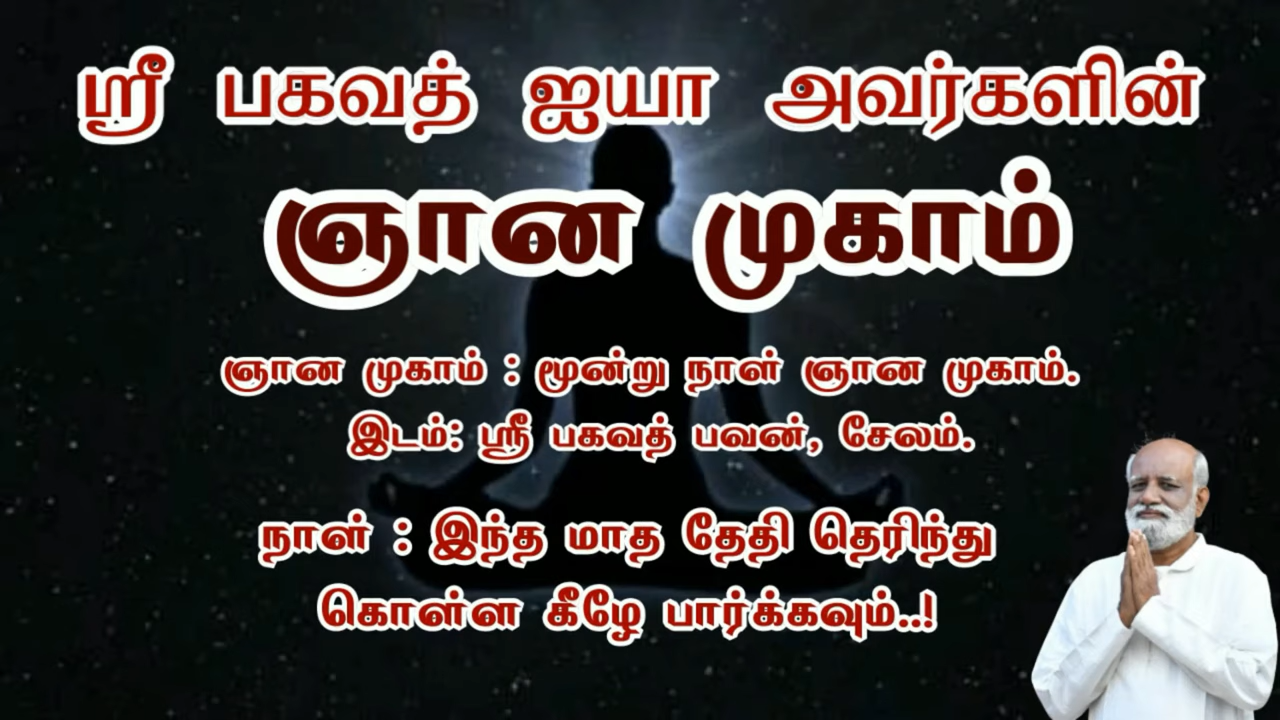 ஸ்ரீ பகவத் ஐயா அவர்களின்
ஞான முகாம்
ஞான முகாம் : மூன்று நாள் ஞான முகாம்.
இடம்: ஸ்ரீ பகவத் பவன், சேலம்.
நாள் : இந்த மாத தேதி தெரிந்து
கொள்ள கீழே பார்க்கவும்..!